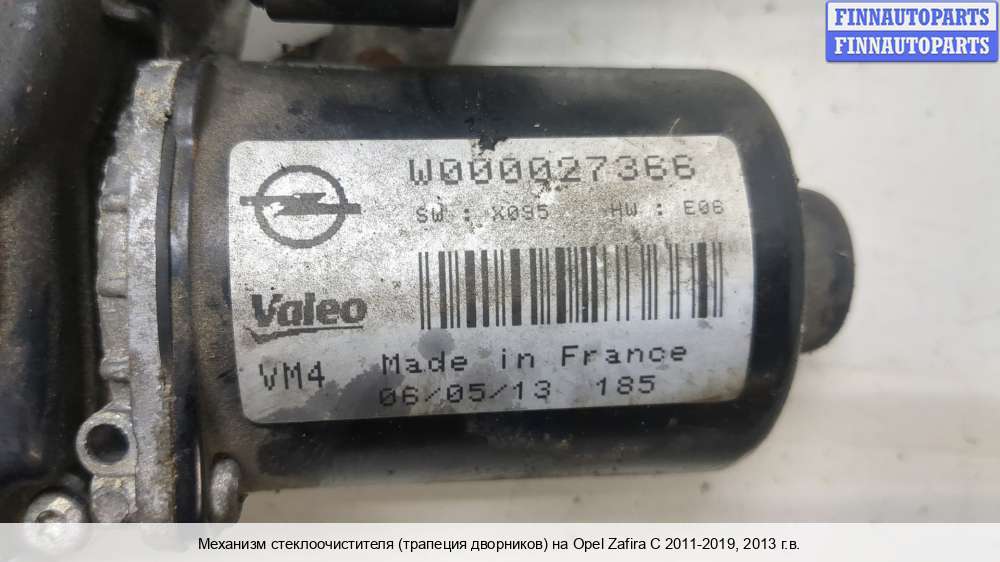 FINNAUTOPARTS
FINNAUTOPARTS
W000027366
SW : X095 HW : E06
Valeo
VM4 Made in France
06/05/13 185
Механизм стеклоочистителя (трапеция дворников) на Opel Zafira C 2011-2019, 2013 г.в.